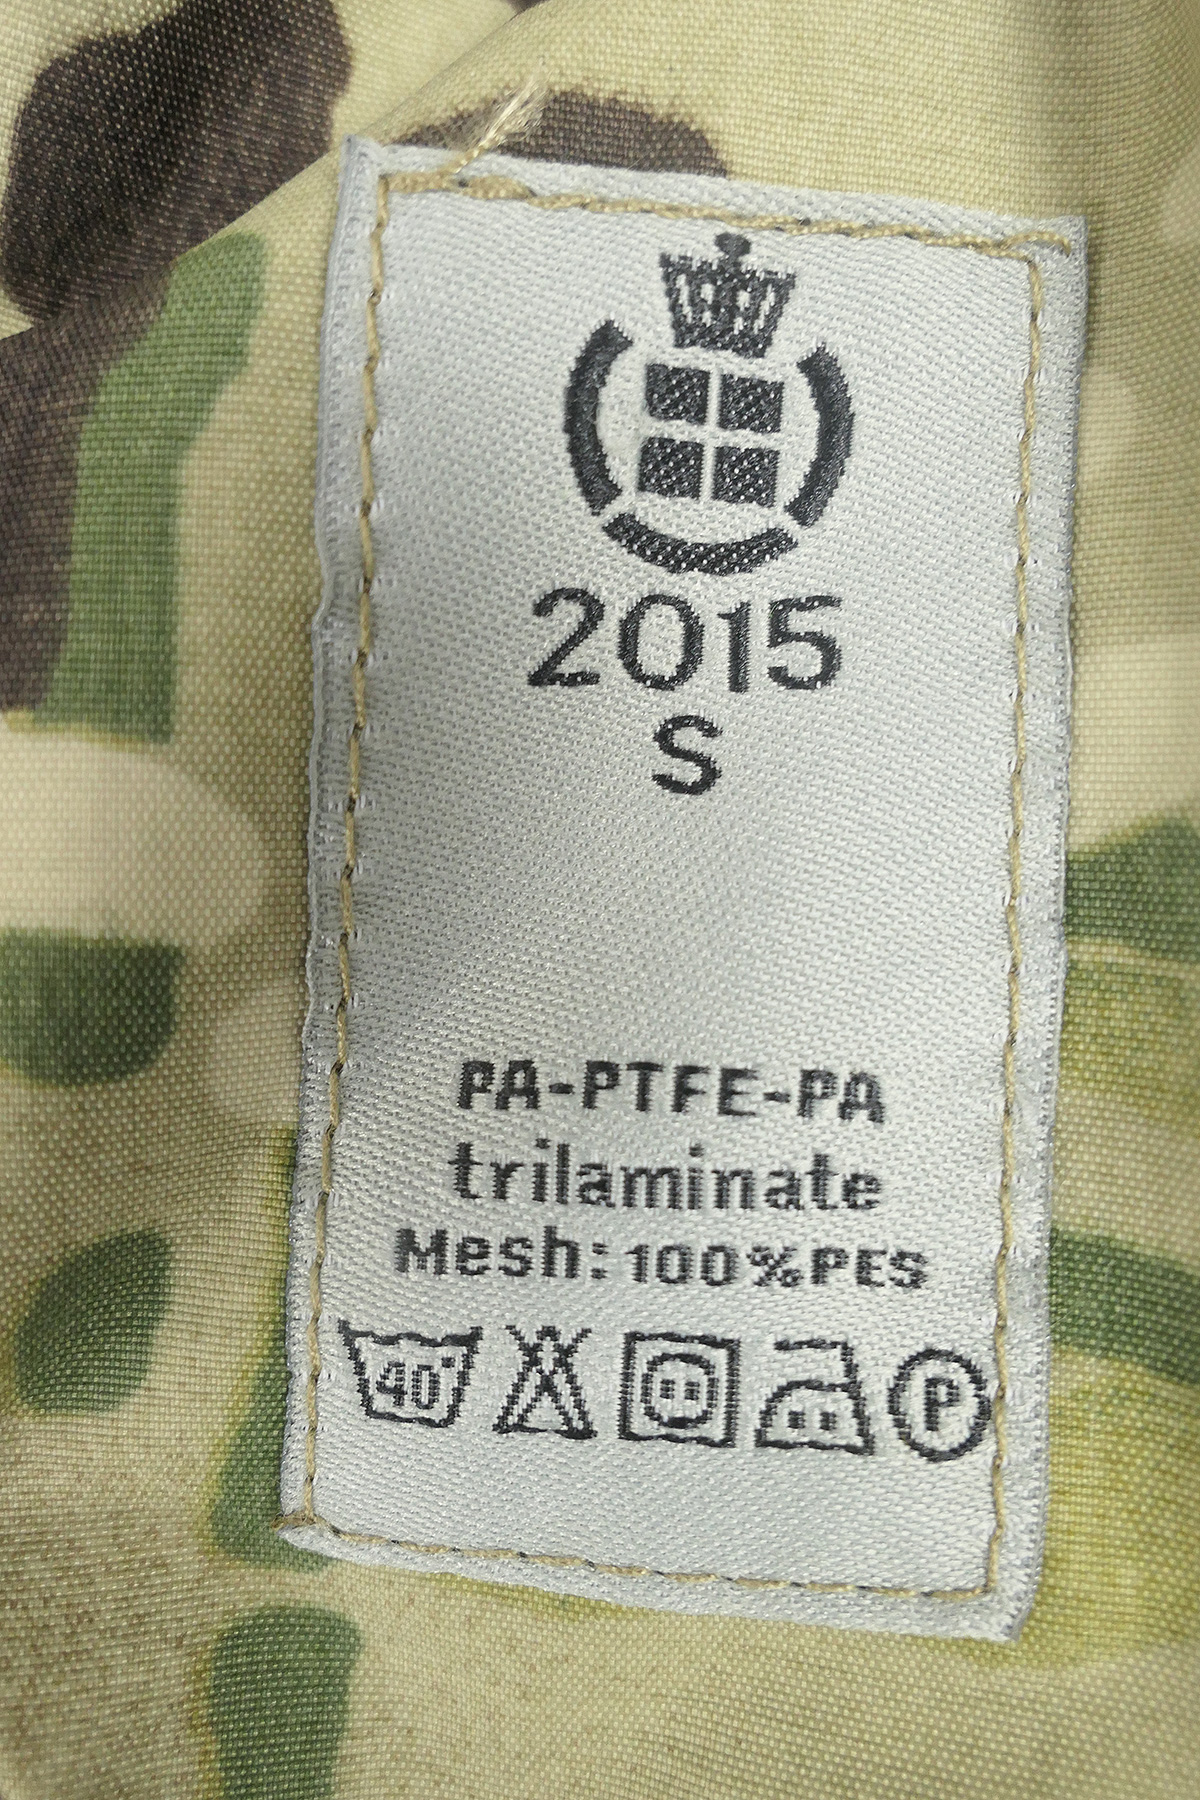 2015
S
PA-PTFE-PA
trilaminate
Mesh: 100% PES
40°
P